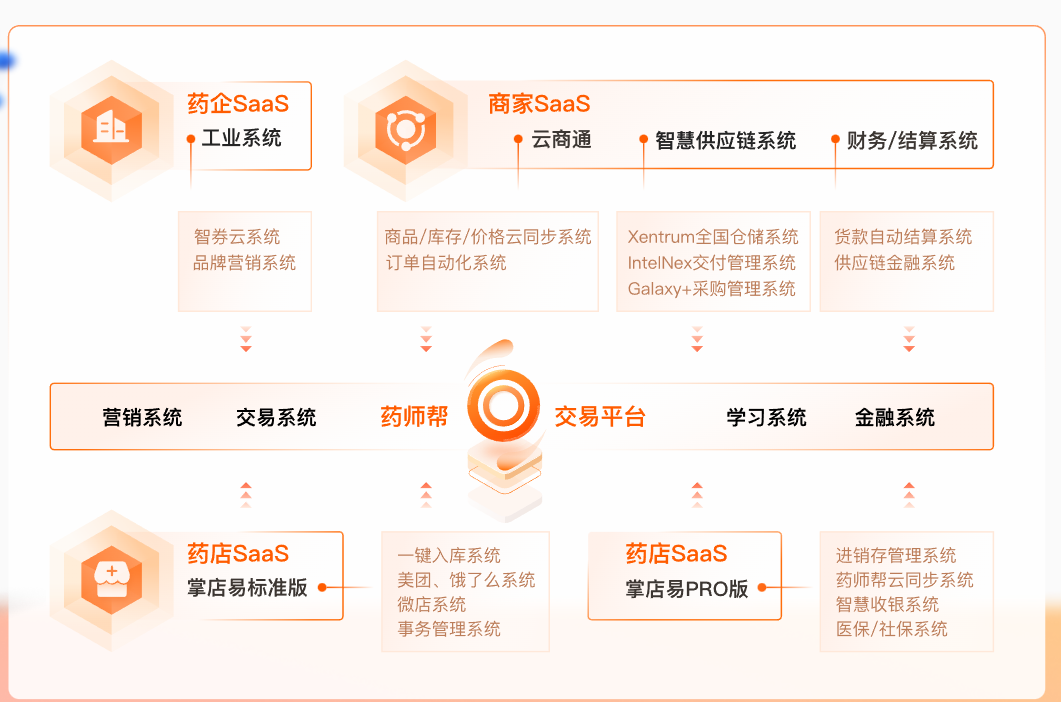 药企SaaS
工业系统
商家SaaS
云商通
智慧供应链系统
财务/结算系统
智券云系统
品牌营销系统
商品/库存/价格云同步系统
订单自动化系统
Xentrum全国仓储系统
IntelNex交付管理系统
Galaxy+采购管理系统
货款自动结算系统
供应链金融系统
营销系统 交易系统 药师帮 交易平台 学习系统 金融系统
药店SaaS
掌店易标准版
一键入库系统
美团、饿了么系统
微店系统
事务管理系统
药店SaaS
掌店易PRO版
进销存管理系统
药师帮云同步系统
智慧收银系统
医保/社保系统